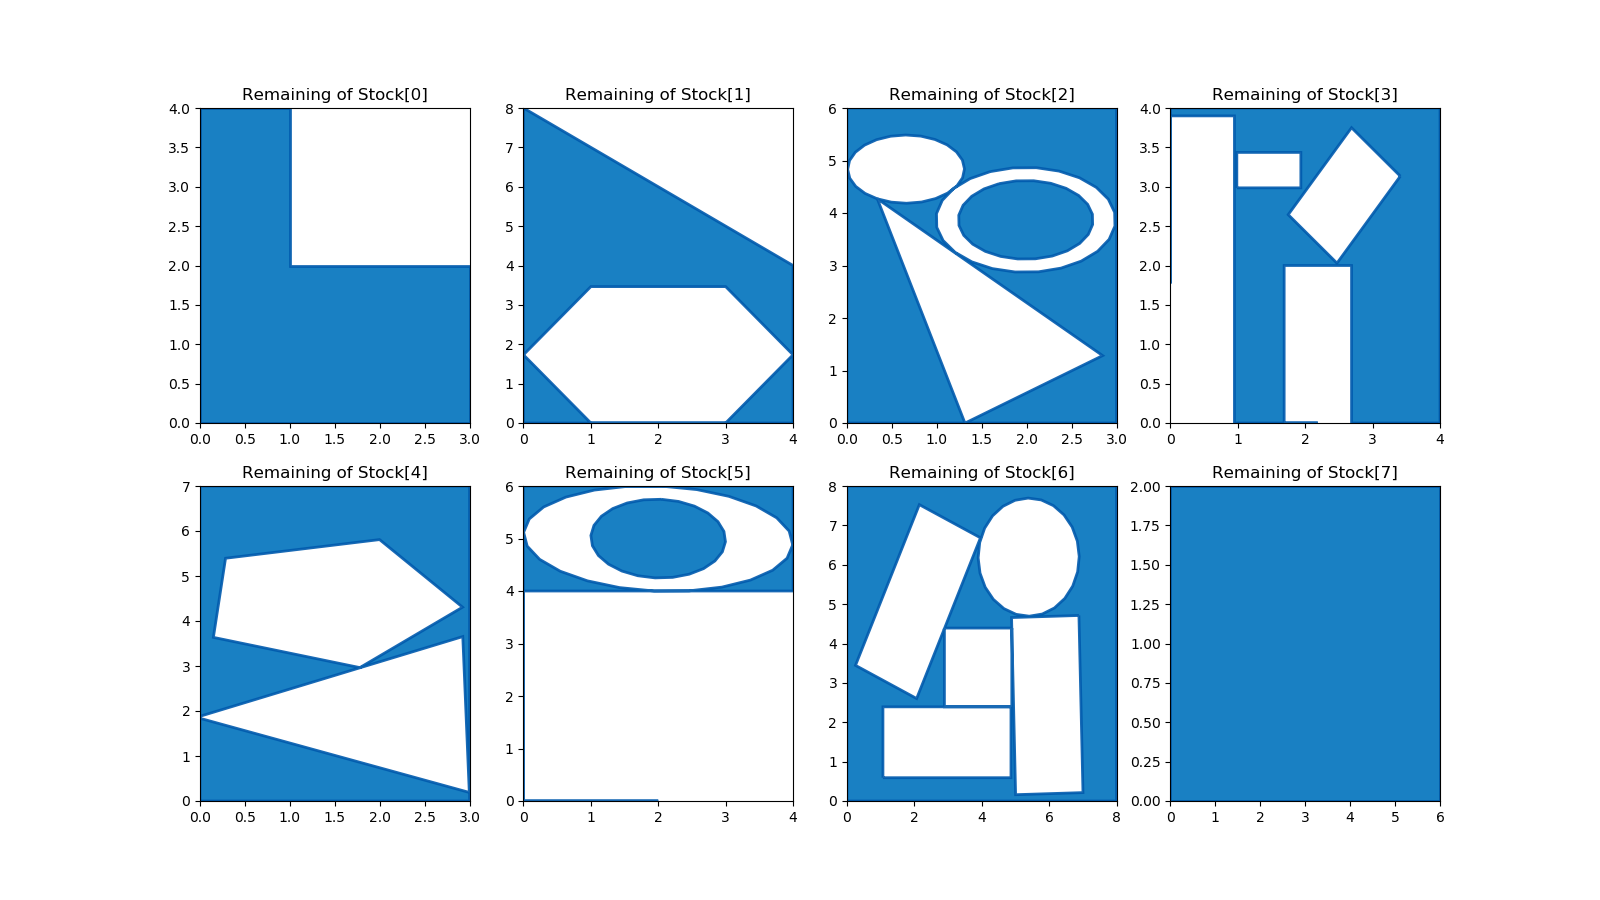 Remaining of Stock[0] Remaining of Stock[1] Remaining of Stock[2] Remaining of Stock[3]
4.0 3.5 3.0 2.5 2.0 1.5 1.0 0.5 0.0
0.0 0.5 1.0 1.5 2.0 2.5 3.0
8 7 6 5 4 3 2 1 0
0 1 2 3 4
6 5 4 3 2 1 0
0.0 0.5 1.0 1.5 2.0 2.5 3.0
4.0 3.5 3.0 2.5 2.0 1.5 1.0 0.5 0.0
0 1 2 3 4
Remaining of Stock[4] Remaining of Stock[5] Remaining of Stock[6] Remaining of Stock[7]
7 6 5 4 3 2 1 0
0.0 0.5 1.0 1.5 2.0 2.5 3.0
6 5 4 3 2 1 0
0 1 2 3 4
8 7 6 5 4 3 2 1 0
0 2 4 6 8
2.00 1.75 1.50 1.25 1.00 0.75 0.50 0.25 0.00
0 1 2 3 4 5 6